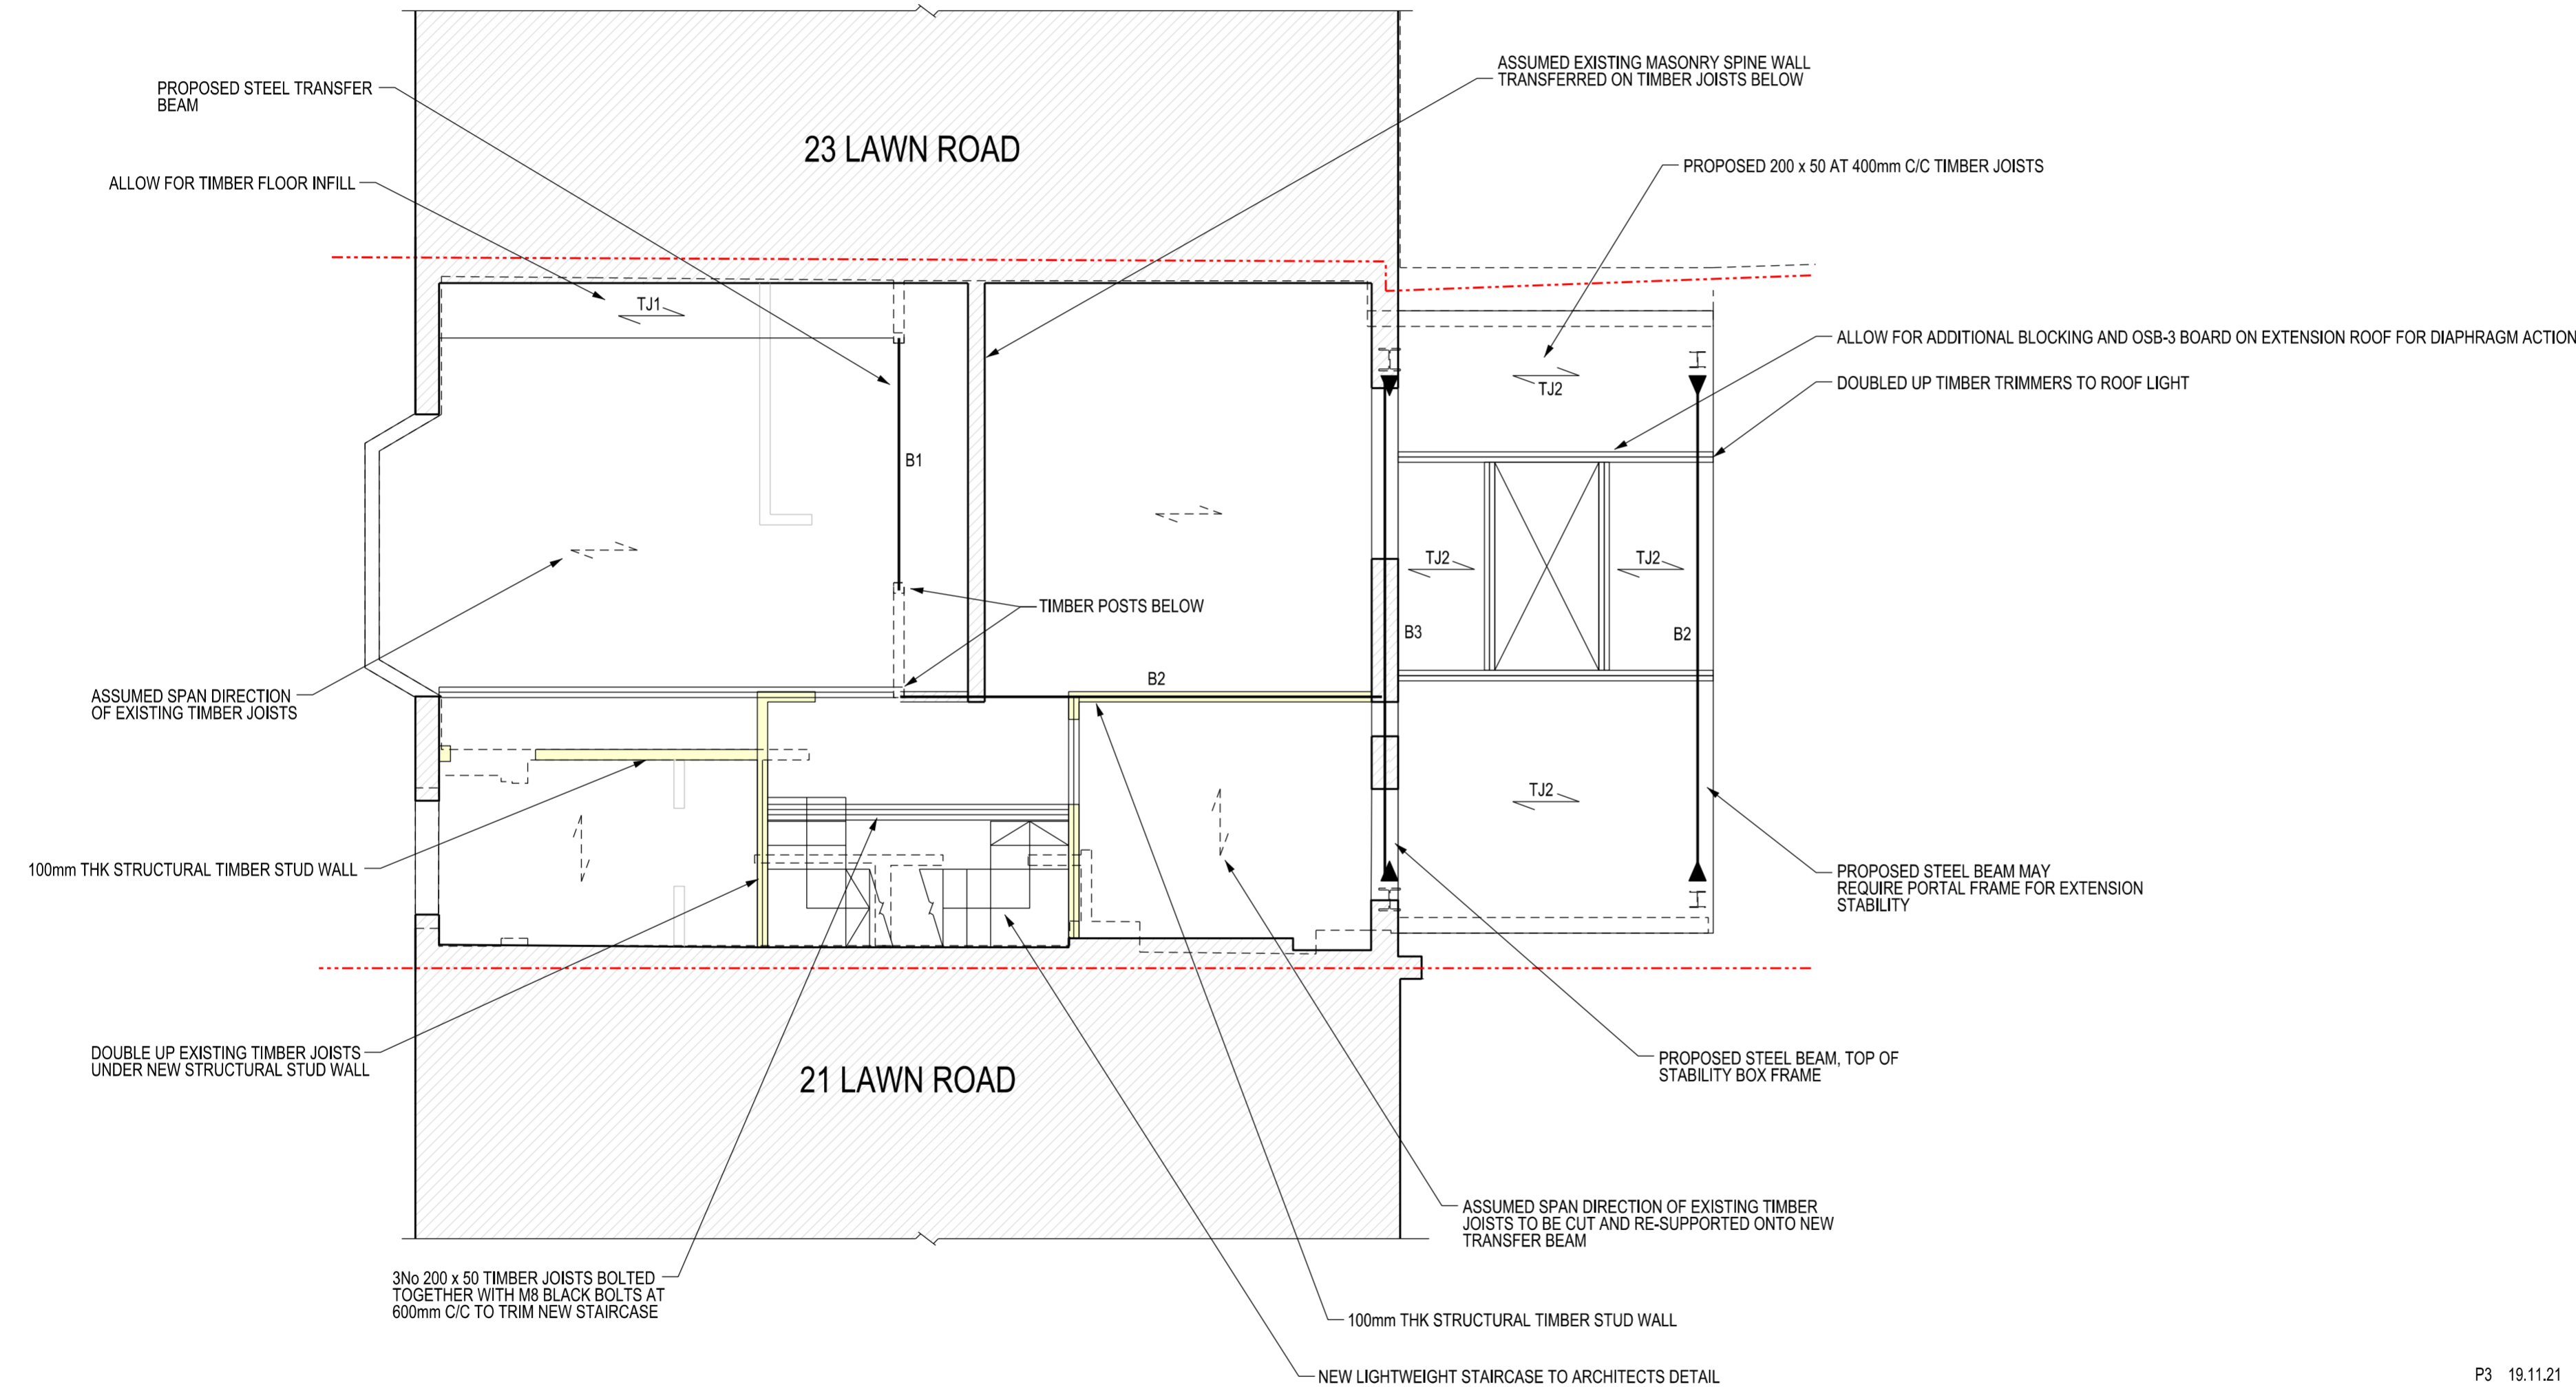 PROPOSED STEEL TRANSFER
BEAM
ALLOW FOR TIMBER FLOOR INFILL
23 LAWN ROAD
ASSUMED EXISTING MASONRY SPINE WALL
TRANSFERRED ON TIMBER JOISTS BELOW
PROPOSED 200 x 50 AT 400mm C/C TIMBER JOISTS
TJ1
ALLOW FOR ADDITIONAL BLOCKING AND OSB-3 BOARD ON EXTENSION ROOF FOR DIAPHRAGM ACTION
TJ2
DOUBLED UP TIMBER TRIMMERS TO ROOF LIGHT
B1
TJ2
TJ2
TIMBER POSTS BELOW
B3
B2
ASSUMED SPAN DIRECTION
OF EXISTING TIMBER JOISTS
B2
TJ2
100mm THK STRUCTURAL TIMBER STUD WALL
PROPOSED STEEL BEAM MAY
REQUIRE PORTAL FRAME FOR EXTENSION
STABILITY
DOUBLE UP EXISTING TIMBER JOISTS
UNDER NEW STRUCTURAL STUD WALL
21 LAWN ROAD
PROPOSED STEEL BEAM, TOP OF
STABILITY BOX FRAME
ASSUMED SPAN DIRECTION OF EXISTING TIMBER
JOISTS TO BE CUT AND RE-SUPPORTED ONTO NEW
TRANSFER BEAM
3No 200 x 50 TIMBER JOISTS BOLTED
TOGETHER WITH M8 BLACK BOLTS AT
600mm C/C TO TRIM NEW STAIRCASE
100mm THK STRUCTURAL TIMBER STUD WALL
NEW LIGHTWEIGHT STAIRCASE TO ARCHITECTS DETAIL
P3 19.11.21